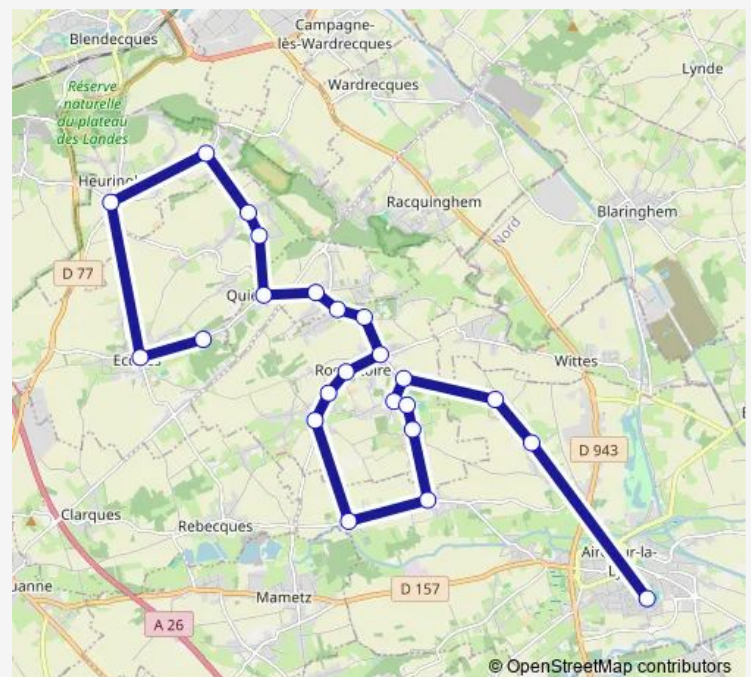 Campagne-
lès-Wardrecques
Blendecques
Lynde
Wardrecques
Réserve
naturelle
du plateau
des Landes
Racquinghem
Blaringhem
Nord
D 77
Wittes
D 943
Clarques
Rebecques
D 157
Mametz
A 26
© OpenStreetMap contributors